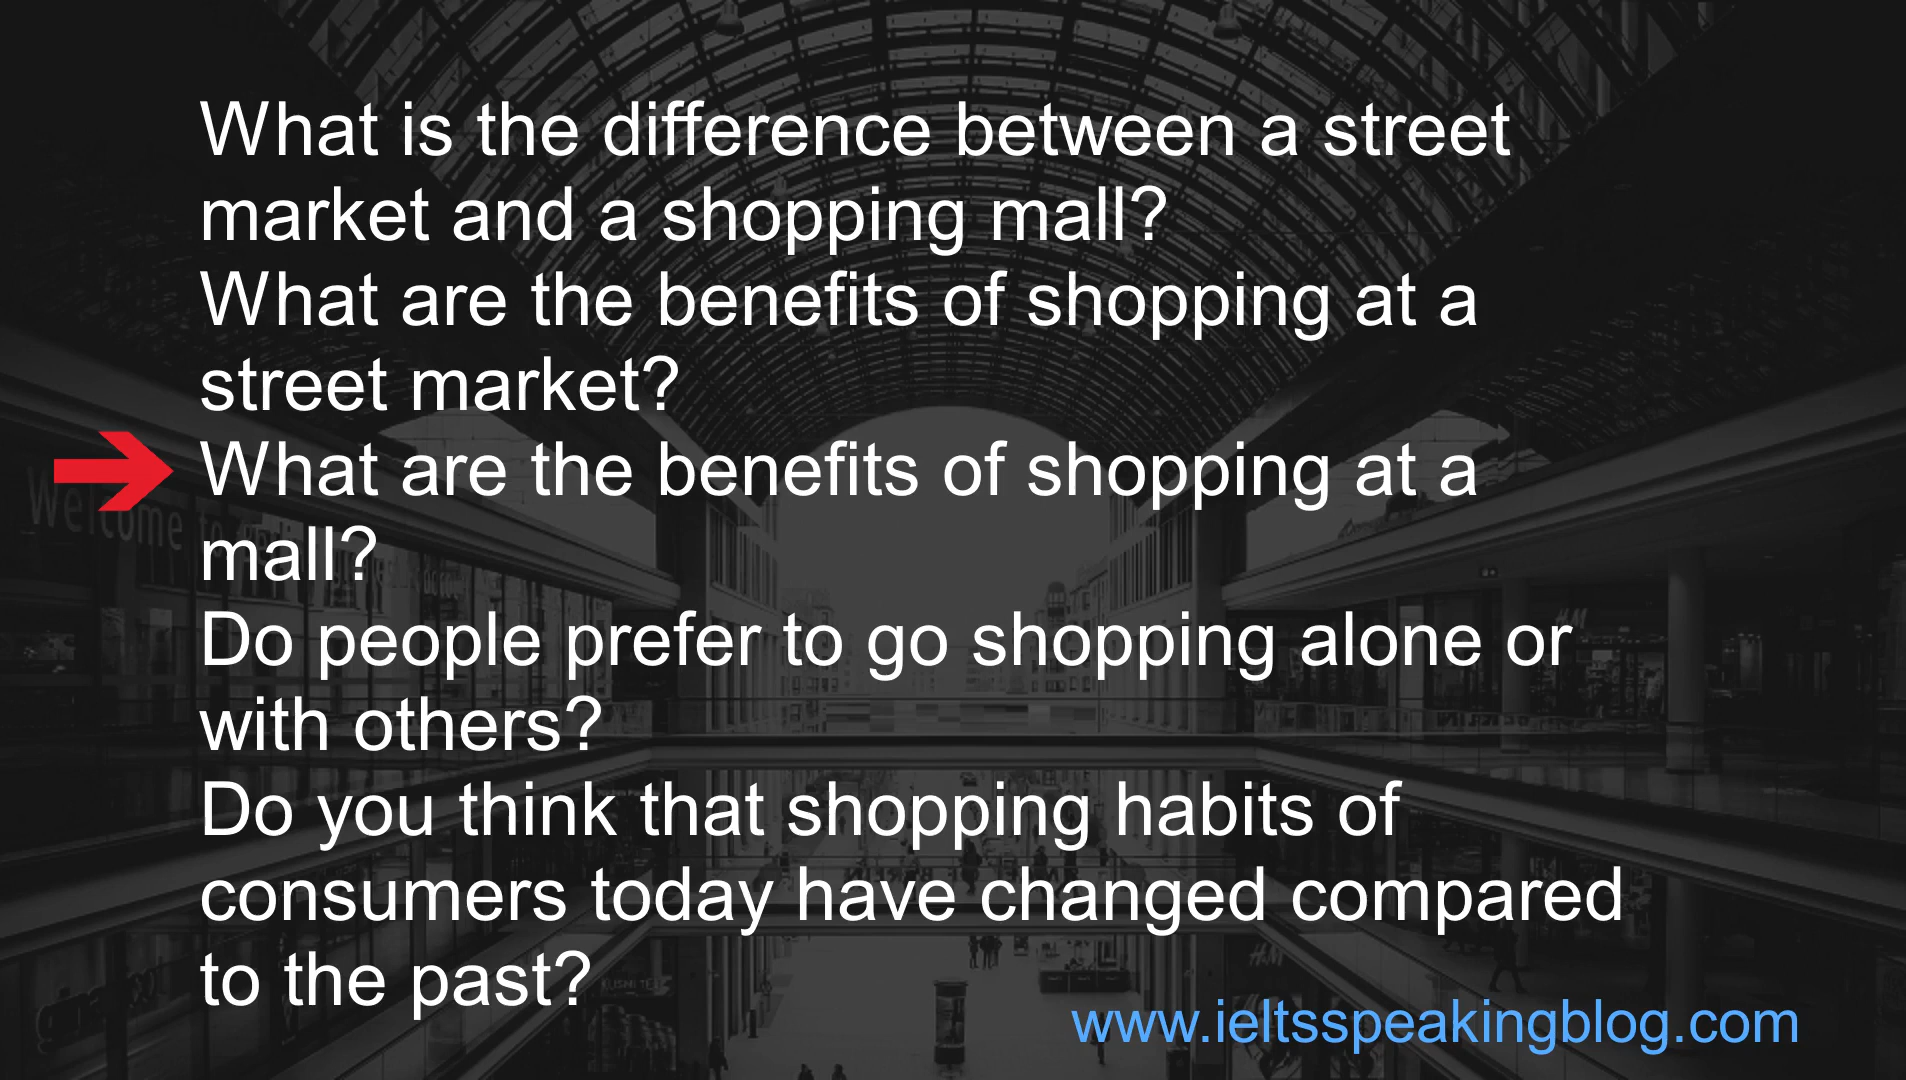 What is the difference between a street
market and a shopping mall?
What are the benefits of shopping at a
street market?
What are the benefits of shopping at a
mall?
Do people prefer to go shopping alone or
with others?
Do you think that shopping habits of
consumers today have changed compared
to the past?
www.ieltsspeakingblog.com
Welcome to
H&M
H&M